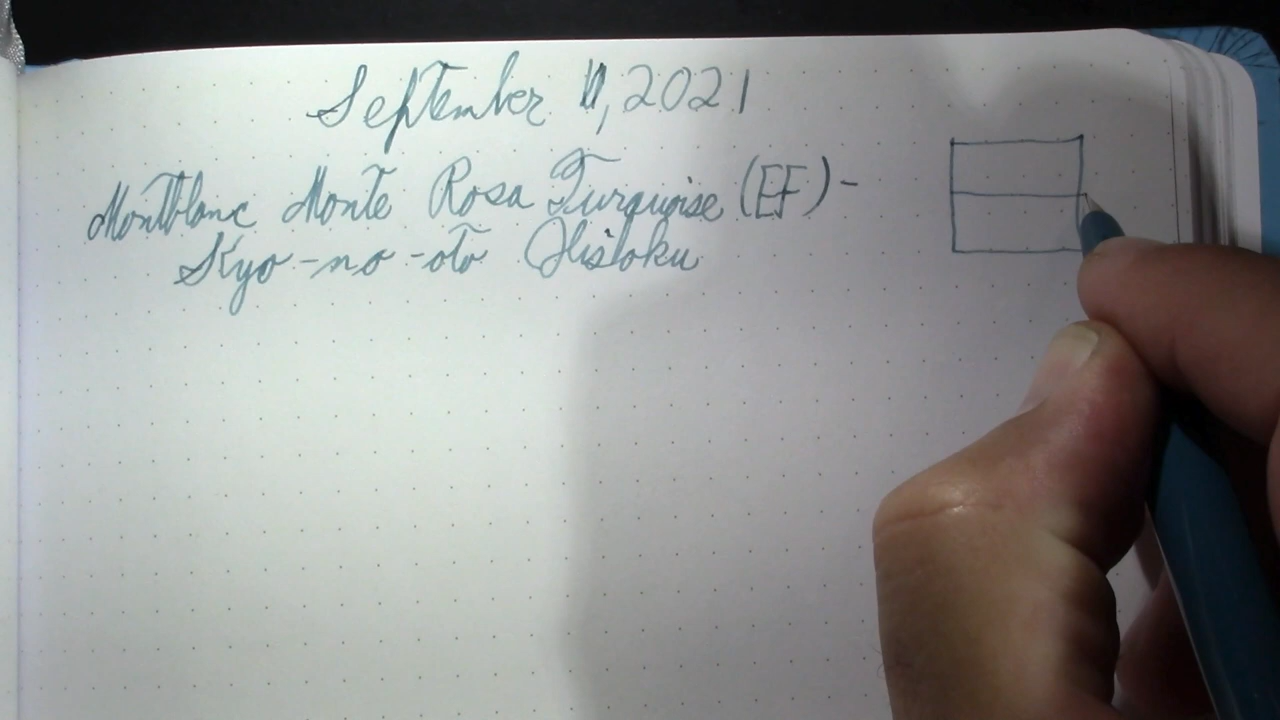 September 11, 2021
Montblanc Monte Rosa Turquoise (EF) -
Kyo-no-oto Hisoku